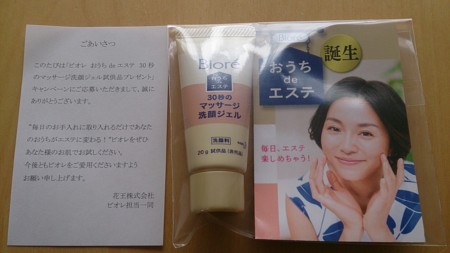 ごあいさつ
このたびは「ビオレ おうち de エステ 30 秒
のマッサージ洗顔ジェル試供品プレゼント」
キャンペーンにご応募いただきまして、誠に
ありがとうございます。
"毎日のお手入れに取り入れるだけであなた
のおうちがエステに変わる!"ビオレをぜひ
あなた様のお肌でお試しください。
今後ともビオレをご愛用くださいますよう
お願い申し上げます。
花王株式会社
ビオレ担当一同
Bioré
おうち
de
エステ
30秒の
マッサージ
洗顔ジェル
洗顔料
20g 試供品
誕生
おうち
de
エステ
毎日、エステ
楽しめちゃう!